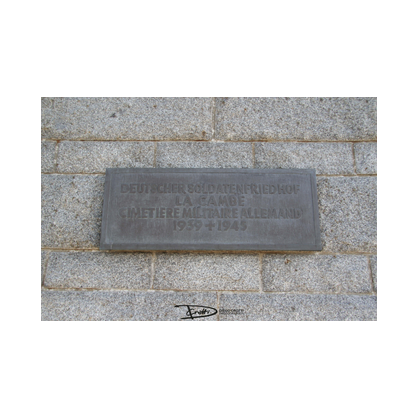 DEUTSCHER SOLDATENFRIEDHOF
LA CAMBE
CIMETIERE MILITAIRE ALLEMAND
1939 + 1945